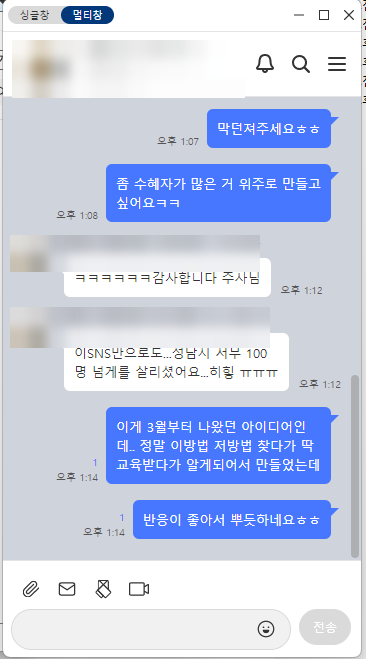 싱글창 멀티창
막던져주세요ㅎㅎ
오후 1:07
좀 수혜자가 많은 거 위주로 만들고
싶어요ㅋㅋ
오후 1:08
ㅋㅋㅋㅋㅋㅋ감사합니다 주사님
오후 1:12
이SNS만으로도...성남시 서무 100
명 넘게를 살리셨어요...히힣 ㅠㅠㅠ
오후 1:12
이게 3월부터 나왔던 아이디어인
데.. 정말 이방법 저방법 찾다가 딱
교육받다가 알게되어서 만들었는데
1
오후 1:14
반응이 좋아서 뿌듯하네요ㅎㅎ
1
오후 1:14
전송